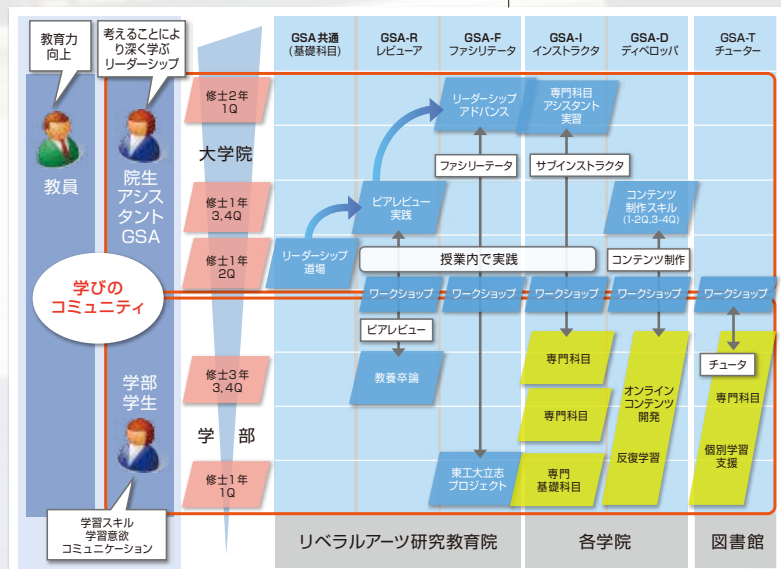 教育力
向上
考えることによ
り深く学ぶ
リーダーシップ
GSA共通
(基礎科目)
GSA-R
レビューア
GSA-F
ファシリテータ
GSA-I
インストラクタ
GSA-D
ディベロッパ
GSA-T
チューター
修士2年
1Q
リーダーシップ
アドバンス
専門科目
アシスタント
実習
大学院
ファシリーテータ
サブインストラクタ
教員
院生
アシス
タント
GSA
修士1年
3,4Q
ピアレビュー
実践
コンテンツ
制作スキル
(1-2Q,3-4Q)
修士1年
2Q
リーダーシップ
道場
授業内で実践
コンテンツ制作
学びの
コミュニティ
ワークショップ
ワークショップ
ワークショップ
ワークショップ
ワークショップ
ピアレビュー
チュータ
学部
学生
修士3年
3,4Q
教養卒論
専門科目
オンライン
コンテンツ
開発
専門科目
専門科目
学 部
反復学習
個別学習
支援
修士1年
1Q
東工大立志
プロジェクト
専門
基礎科目
学習スキル
学習意欲
コミュニケーション
リベラルアーツ研究教育院
各学院
図書館